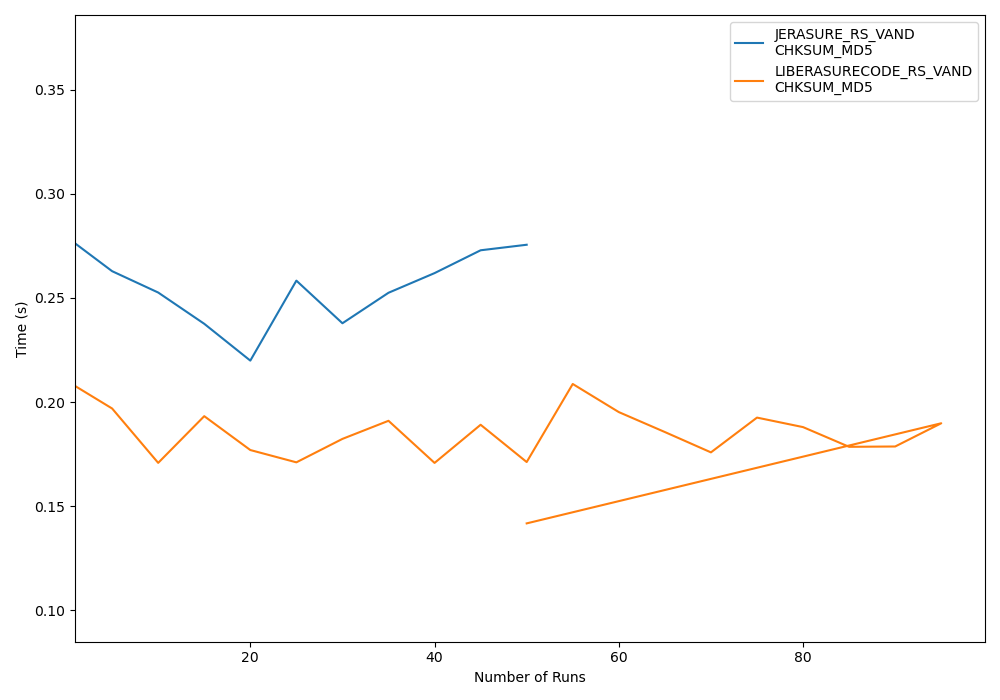 JERASURE_RS_VAND
CHKSUM_MD5
LIBERASURECODE_RS_VAND
CHKSUM_MD5
0.35
0.30
0.25
0.20
0.15
0.10
Time (s)
20 40 60 80
Number of Runs